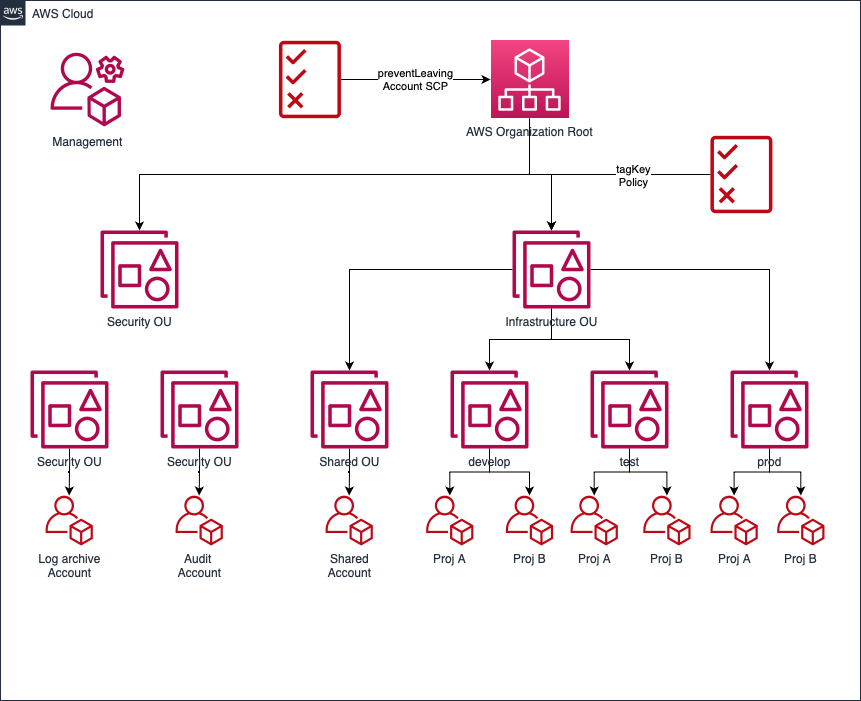 aws
AWS Cloud
preventLeaving
Account SCP
Management
AWS Organization Root
tagKey
Policy
Security OU
Infrastructure OU
Security OU
Security OU
Shared OU
develop
test
prod
Log archive
Account
Audit
Account
Shared
Account
Proj A
Proj B
Proj A
Proj B
Proj A
Proj B